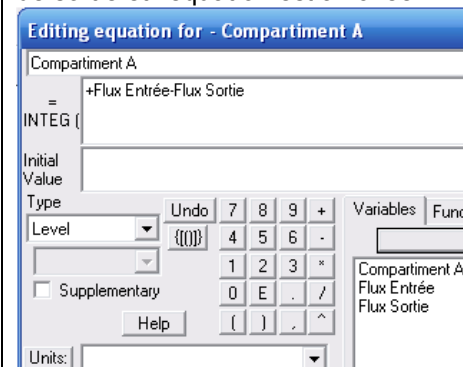 Editing equation for - Compartiment A
Compartiment A
= INTEG (
+Flux Entrée-Flux Sortie
Initial Value
Type
Undo 7 8 9 + Variables
Level {[()]} 4 5 6 -
1 2 3 * Compartiment A
Supplementary 0 E . / Flux Entrée
Help ( ) , ^ Flux Sortie
Units: